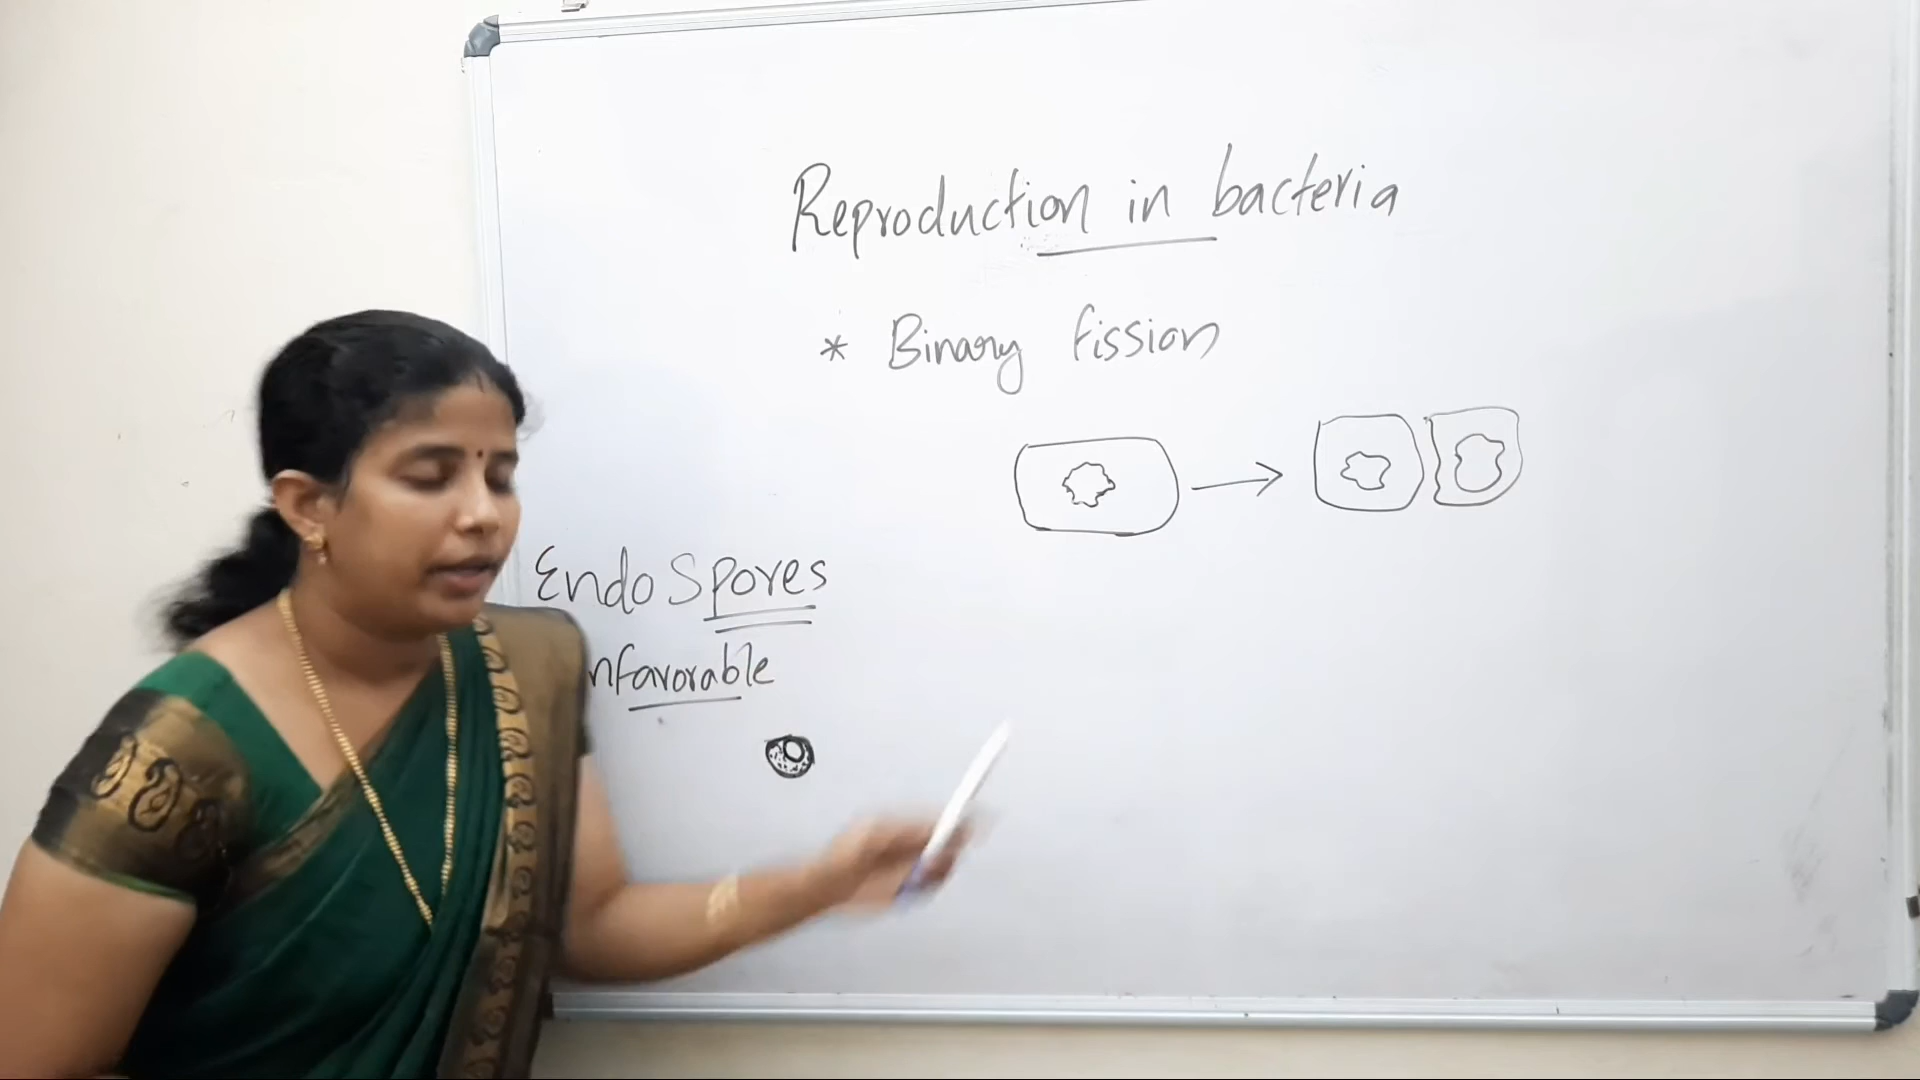 Reproduction in bacteria
* Binary fission
Endo Spores
nfavorable